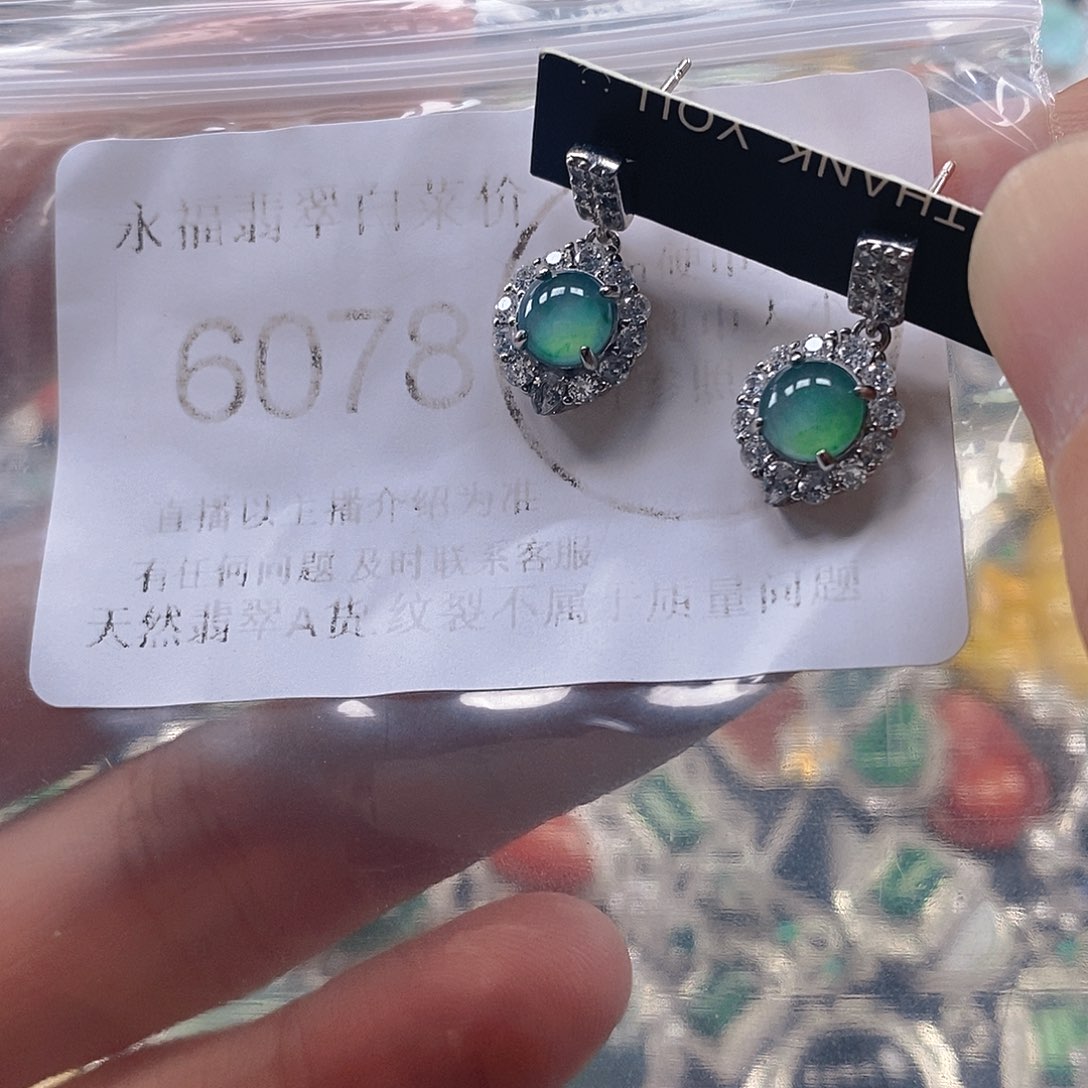 THANK YOU
永福翡翠白菜价
6078
直播以主播介绍为准
有任何问题 及时联系客服
天然翡翠A货 纹裂不属于质量问题